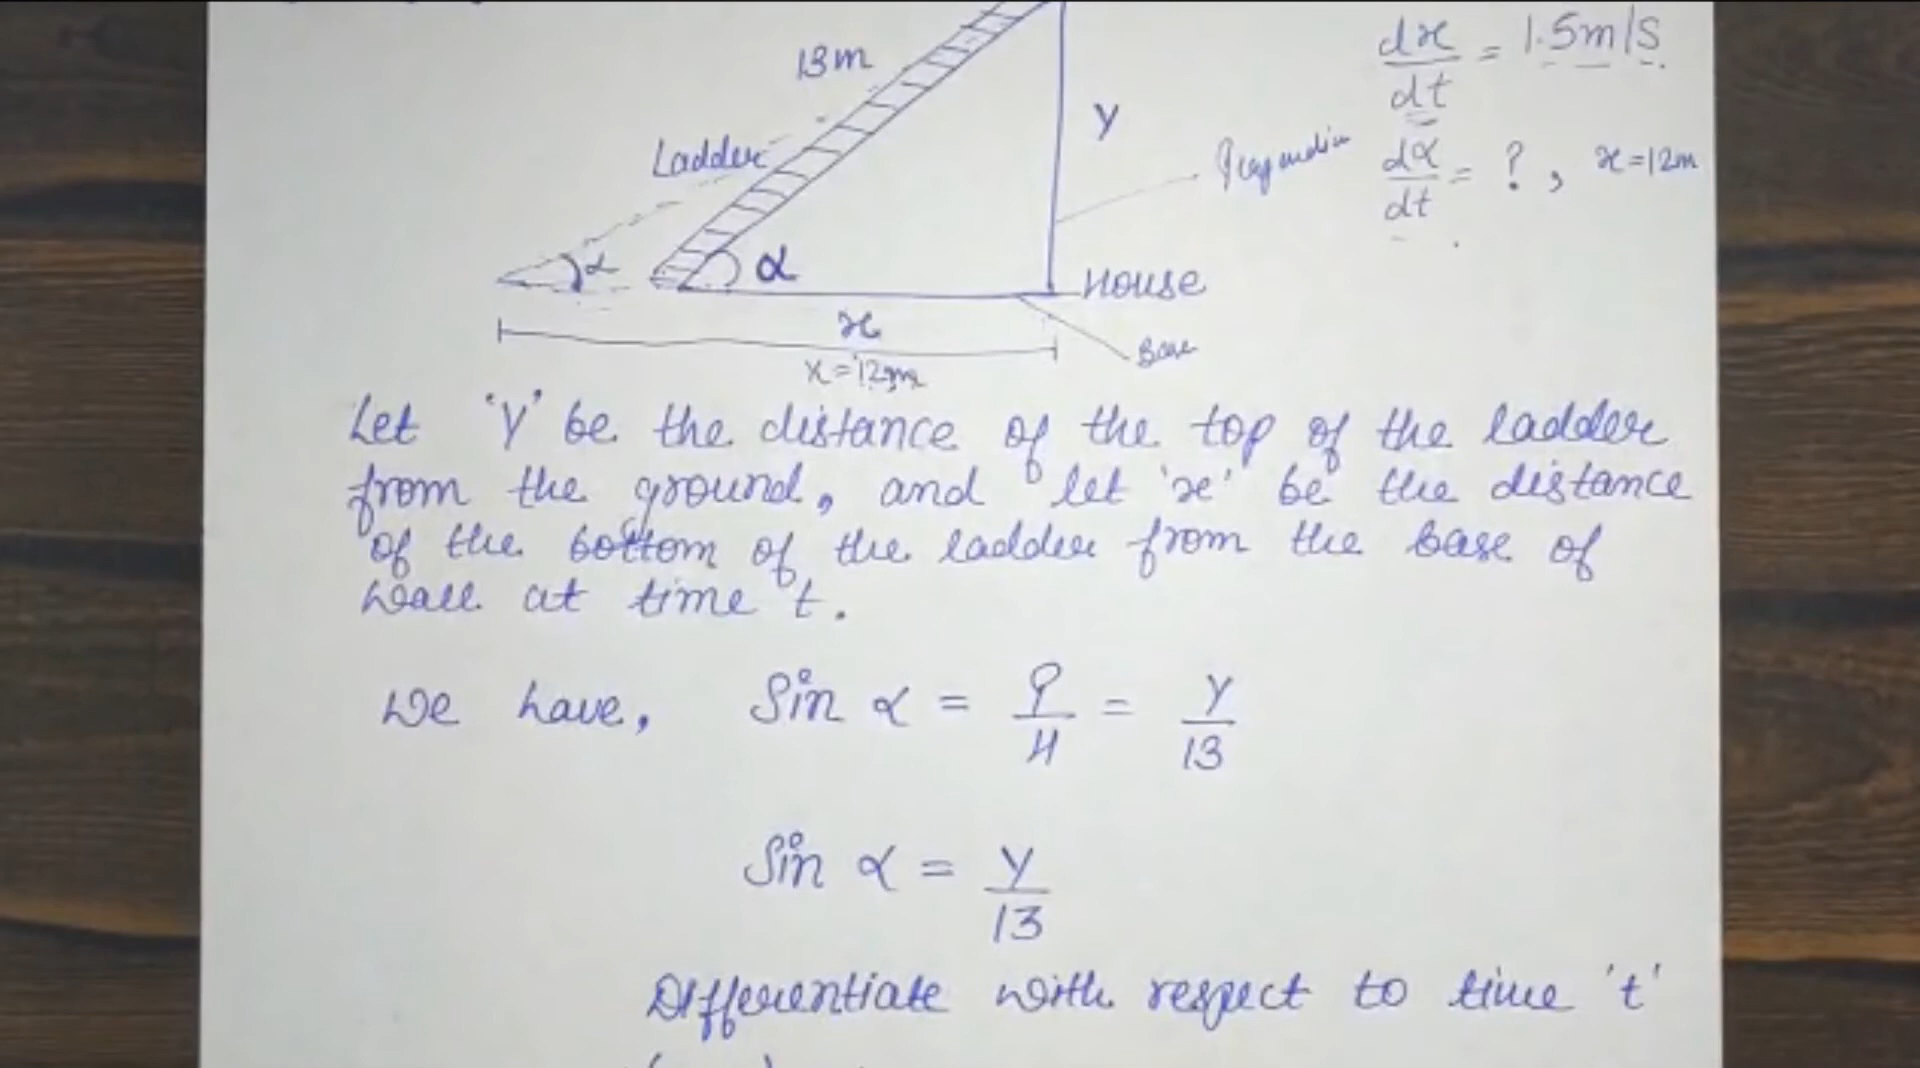 13m
Ladder
Y
dx/dt = 1.5m/s
dα/dt = ?, x=12m
α
α
House
x
x=12m
Base
Let 'Y' be the distance of the top of the ladder
from the ground, and let 'x' be the distance
of the bottom of the ladder from the base of
wall at time t.
We have, Sin α = P/H = Y/13
Sin α = Y/13
Differentiate with respect to time 't'